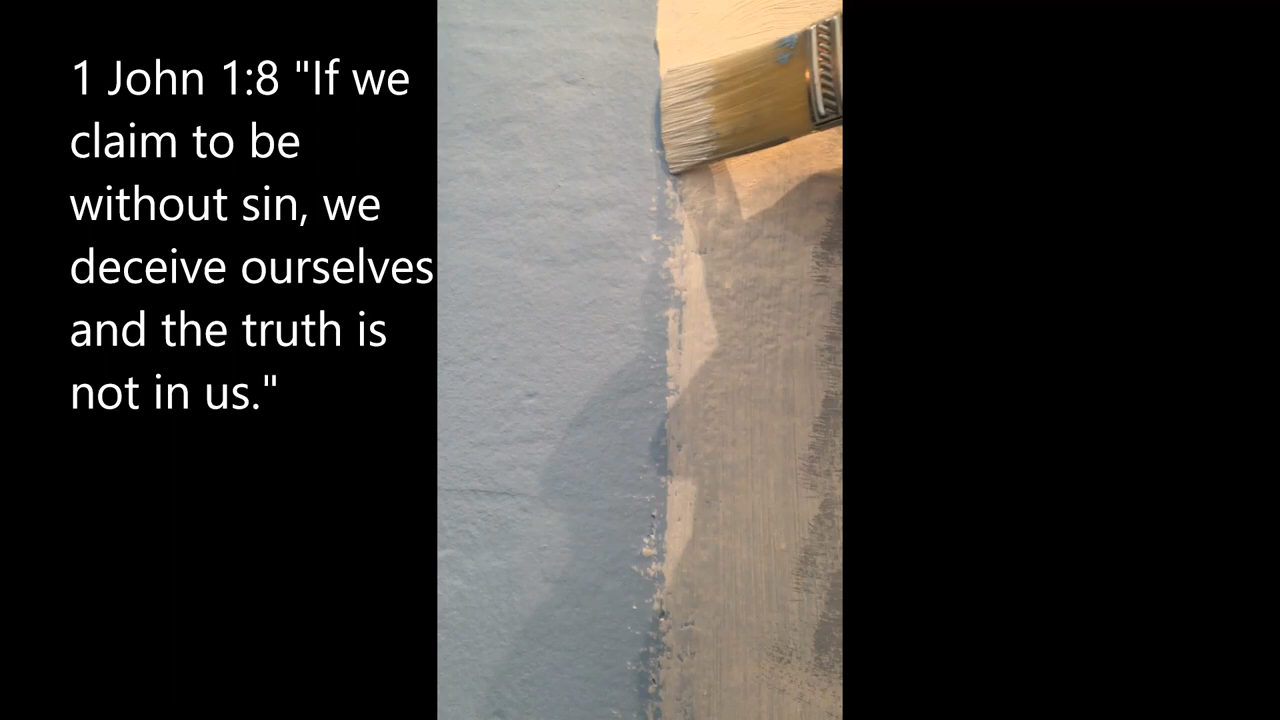 1 John 1:8 "If we
claim to be
without sin, we
deceive ourselves
and the truth is
not in us."